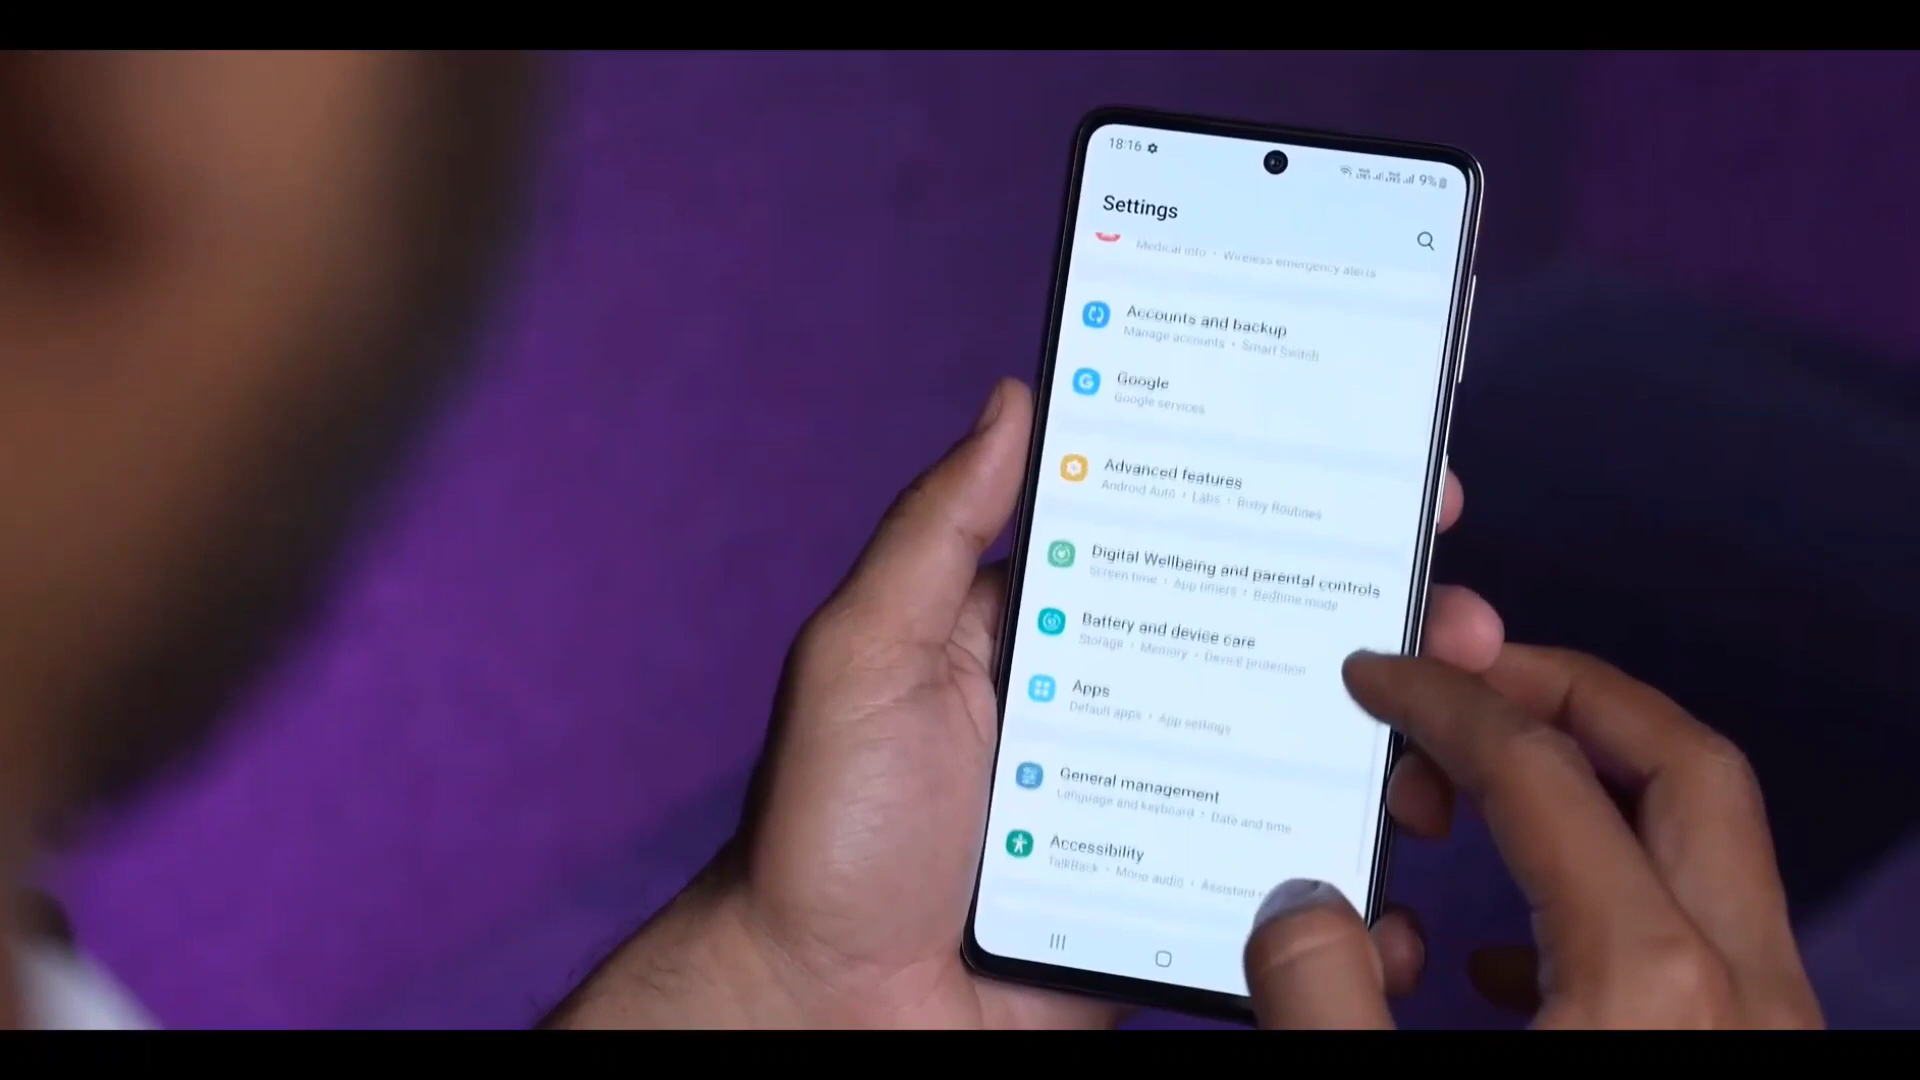 18:16
9%
Settings
Medical info • Wireless emergency alerts
Accounts and backup
Manage accounts • Smart Switch
Google
Google services
Advanced features
Android Auto • Labs • Bixby Routines
Digital Wellbeing and parental controls
Screen time • App timers • Bedtime mode
Battery and device care
Storage • Memory • Device protection
Apps
Default apps • App settings
General management
Language and keyboard • Date and time
Accessibility
TalkBack • Mono audio • Assistant